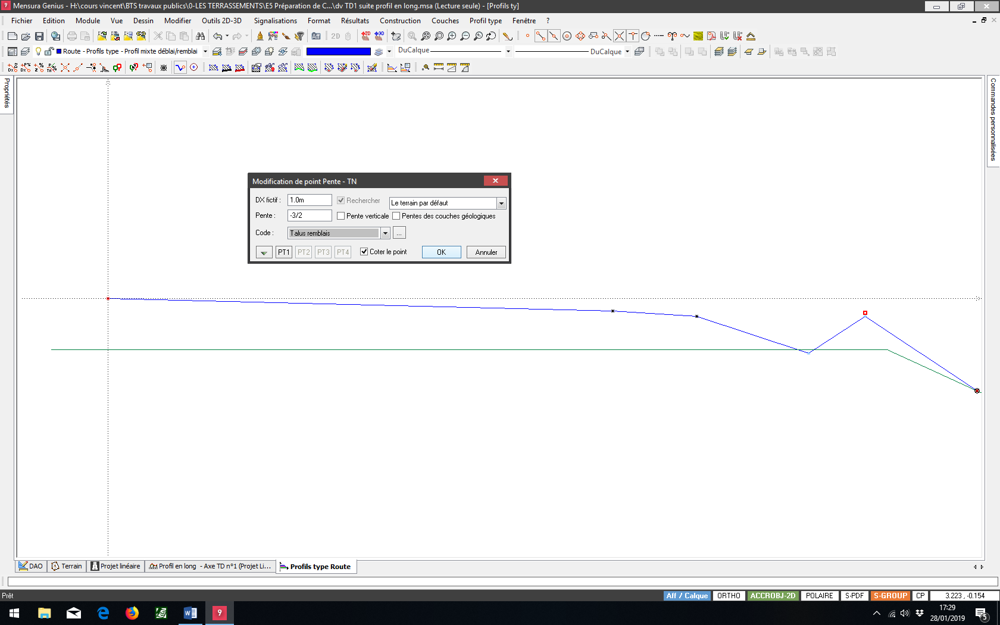 9 Mensura Genius - H:\cours vincent\BTS travaux publics\0-LES TERRASSEMENTS\E5 Préparation de C...\dv TD1 suite profil en long.msa (Lecture seule) - [Profils ty]
Fichier Edition Module Vue Dessin Modifier Outils 2D-3D Signalisations Format Résultats Construction Couches Profil type Fenêtre ?
Aff 2D
Route - Profils type - Profil mixte déblai/remblai DuCalque DuCalque
Propriétés
Commandes personnalisées
Modification de point Pente - TN
DX fictif : 1.0m Rechercher Le terrain par défaut
Pente : -3/2 Pente verticale Pentes des couches géologiques
Code : Talus remblais ...
PT1 PT2 PT3 PT4 Coter le point OK Annuler
DAO Terrain Projet linéaire Profil en long - Axe TD n°1 (Projet Li... Profils type Route
Prêt Aff / Calque ORTHO ACCROBJ-2D POLAIRE S-PDF S-GROUP CP 3.223 , -0.154
17:29
28/01/2019
5